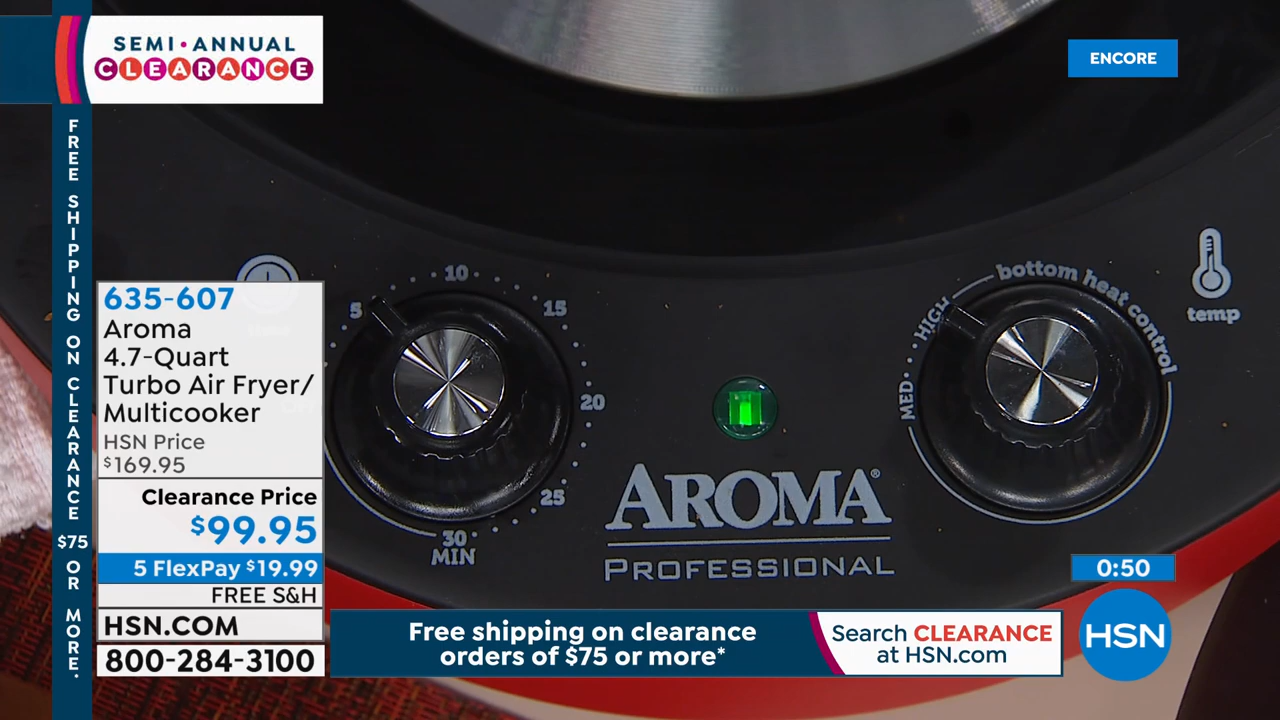 SEMI•ANNUAL
CLEARANCE
ENCORE
FREE SHIPPING ON CLEARANCE $75 OR MORE.
635-607
Aroma
4.7-Quart
Turbo Air Fryer/
Multicooker
HSN Price
$169.95
Clearance Price
$99.95
5 FlexPay $19.99
FREE S&H
HSN.COM
800-284-3100
5
10
15
20
25
30
MIN
AROMA®
PROFESSIONAL
bottom heat control
HIGH
MED
temp
0:50
HSN
Free shipping on clearance
orders of $75 or more*
Search CLEARANCE
at HSN.com